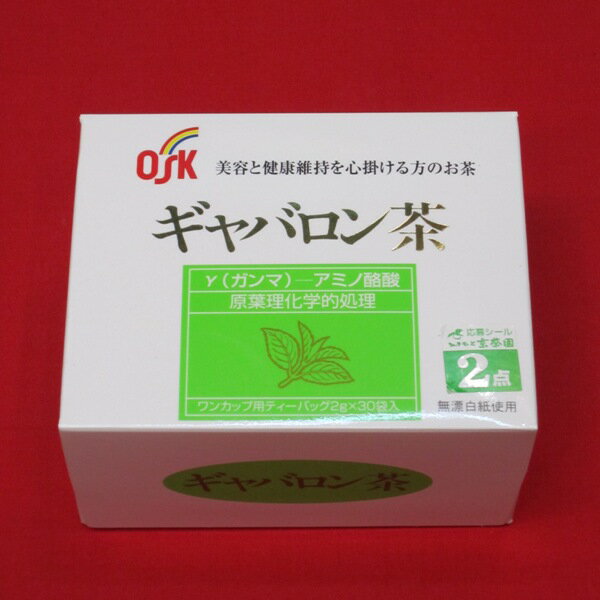 OSK
美容と健康維持を心掛ける方のお茶
ギャバロン茶
γ(ガンマ)―アミノ酪酸
原葉理化学的処理
ワンカップ用ティーバッグ2g×30袋入
応募シール
京茶園
2点
無漂白紙使用
ギャバロン茶